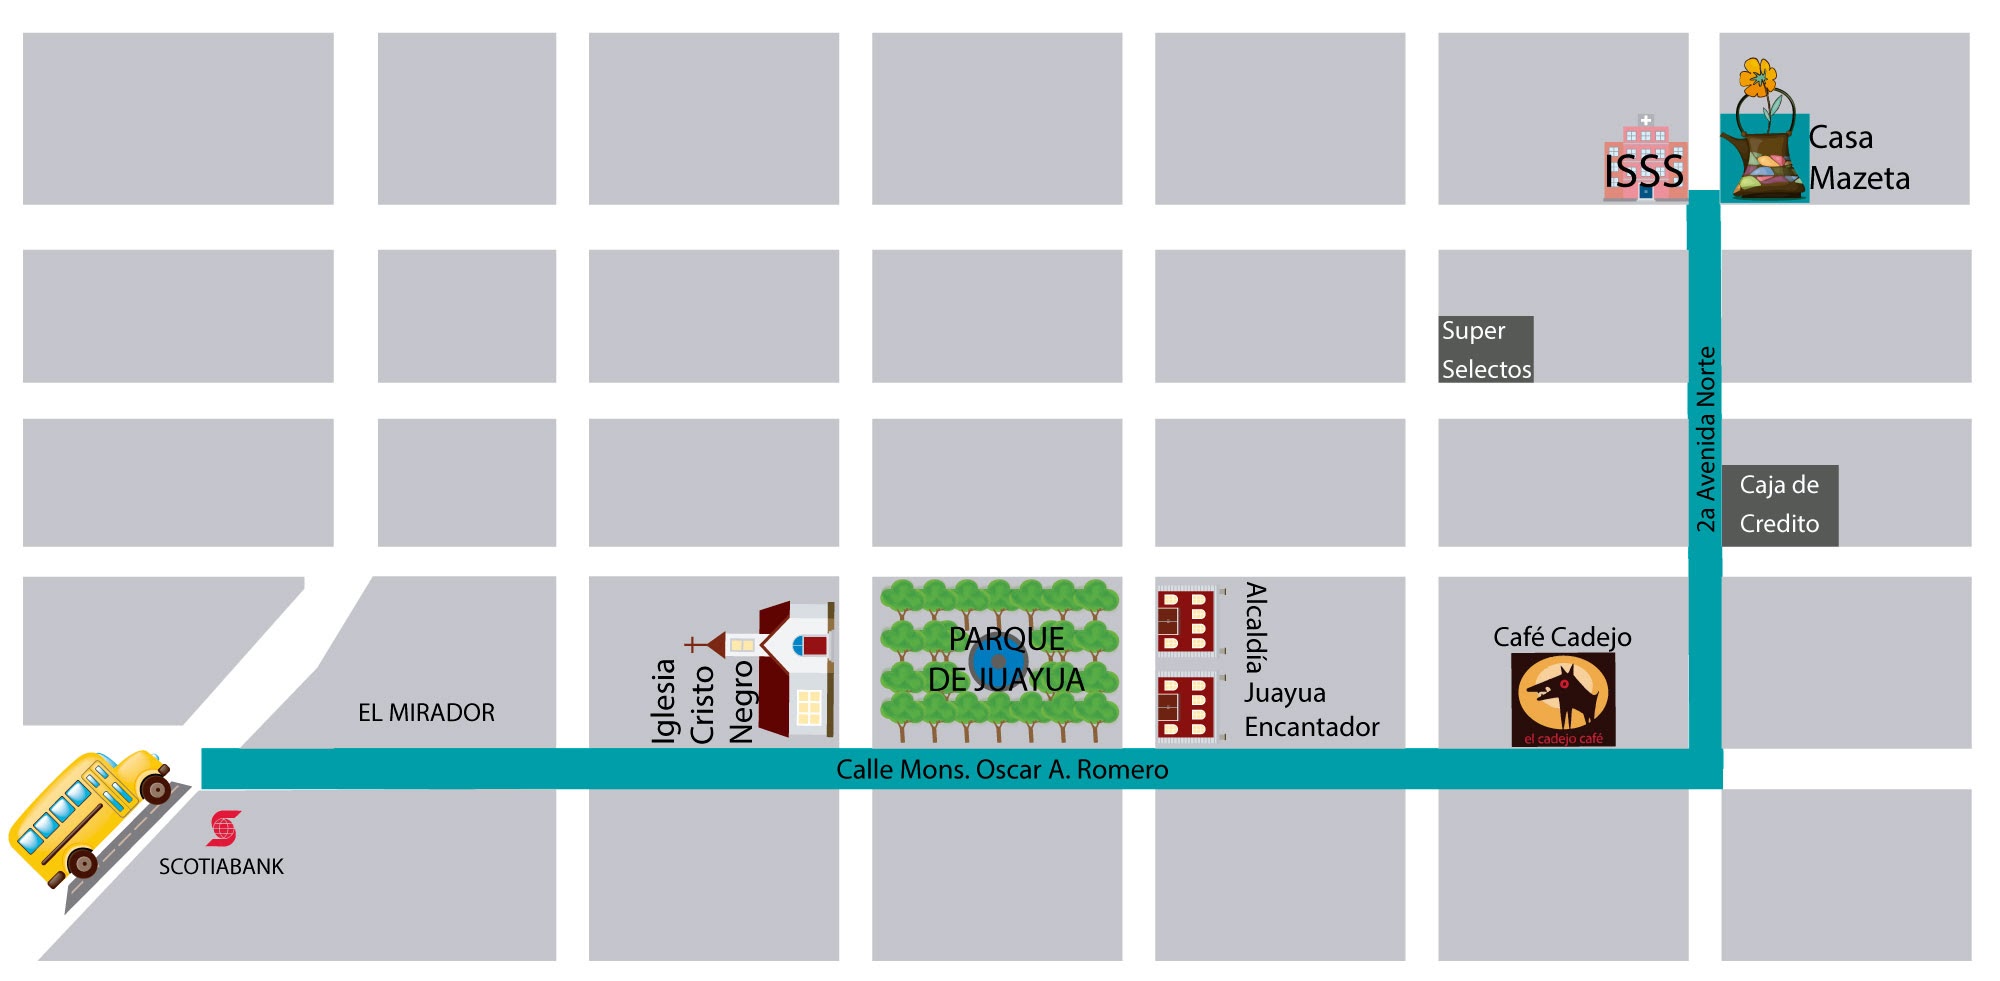 Casa
Mazeta
ISSS
Super
Selectos
2a Avenida Norte
Caja de
Credito
Café Cadejo
el cadejo café
Alcaldía
Juayua
Encantador
PARQUE
DE JUAYUA
Iglesia
Cristo
Negro
EL MIRADOR
Calle Mons. Oscar A. Romero
SCOTIABANK